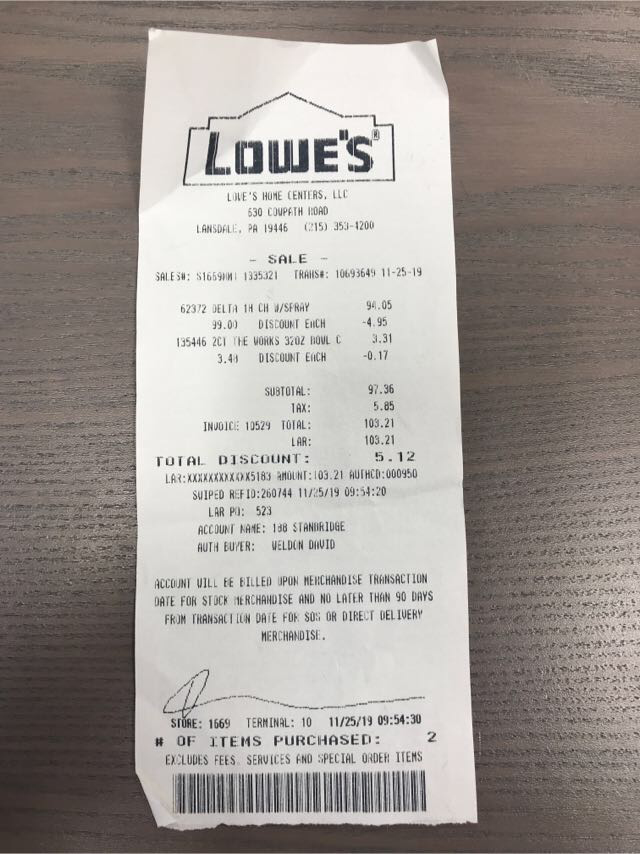 LOWE'S®
LOWE'S HOME CENTERS, LLC
630 COWPATH ROAD
LANSDALE, PA 19446 (215) 353-4200
- SALE -
SALES#: S1669MM1 1335321 TRANS#: 10693649 11-25-19
62372 DELTA 1H CH W/SPRAY 94.05
99.00 DISCOUNT EACH -4.95
135446 2CT THE WORKS 32OZ BOWL C 3.31
3.48 DISCOUNT EACH -0.17
SUBTOTAL: 97.36
TAX: 5.85
INVOICE 10529 TOTAL: 103.21
LAR: 103.21
TOTAL DISCOUNT: 5.12
LAR:XXXXXXXXXXXX5183 AMOUNT:103.21 AUTHCD:000950
SWIPED REFID:260744 11/25/19 09:54:20
LAR PO: 523
ACCOUNT NAME: 188 STANDRIDGE
AUTH BUYER: WELDON DAVID
ACCOUNT WILL BE BILLED UPON MERCHANDISE TRANSACTION
DATE FOR STOCK MERCHANDISE AND NO LATER THAN 90 DAYS
FROM TRANSACTION DATE FOR SOS OR DIRECT DELIVERY
MERCHANDISE.
STORE: 1669 TERMINAL: 10 11/25/19 09:54:30
# OF ITEMS PURCHASED: 2
EXCLUDES FEES, SERVICES AND SPECIAL ORDER ITEMS